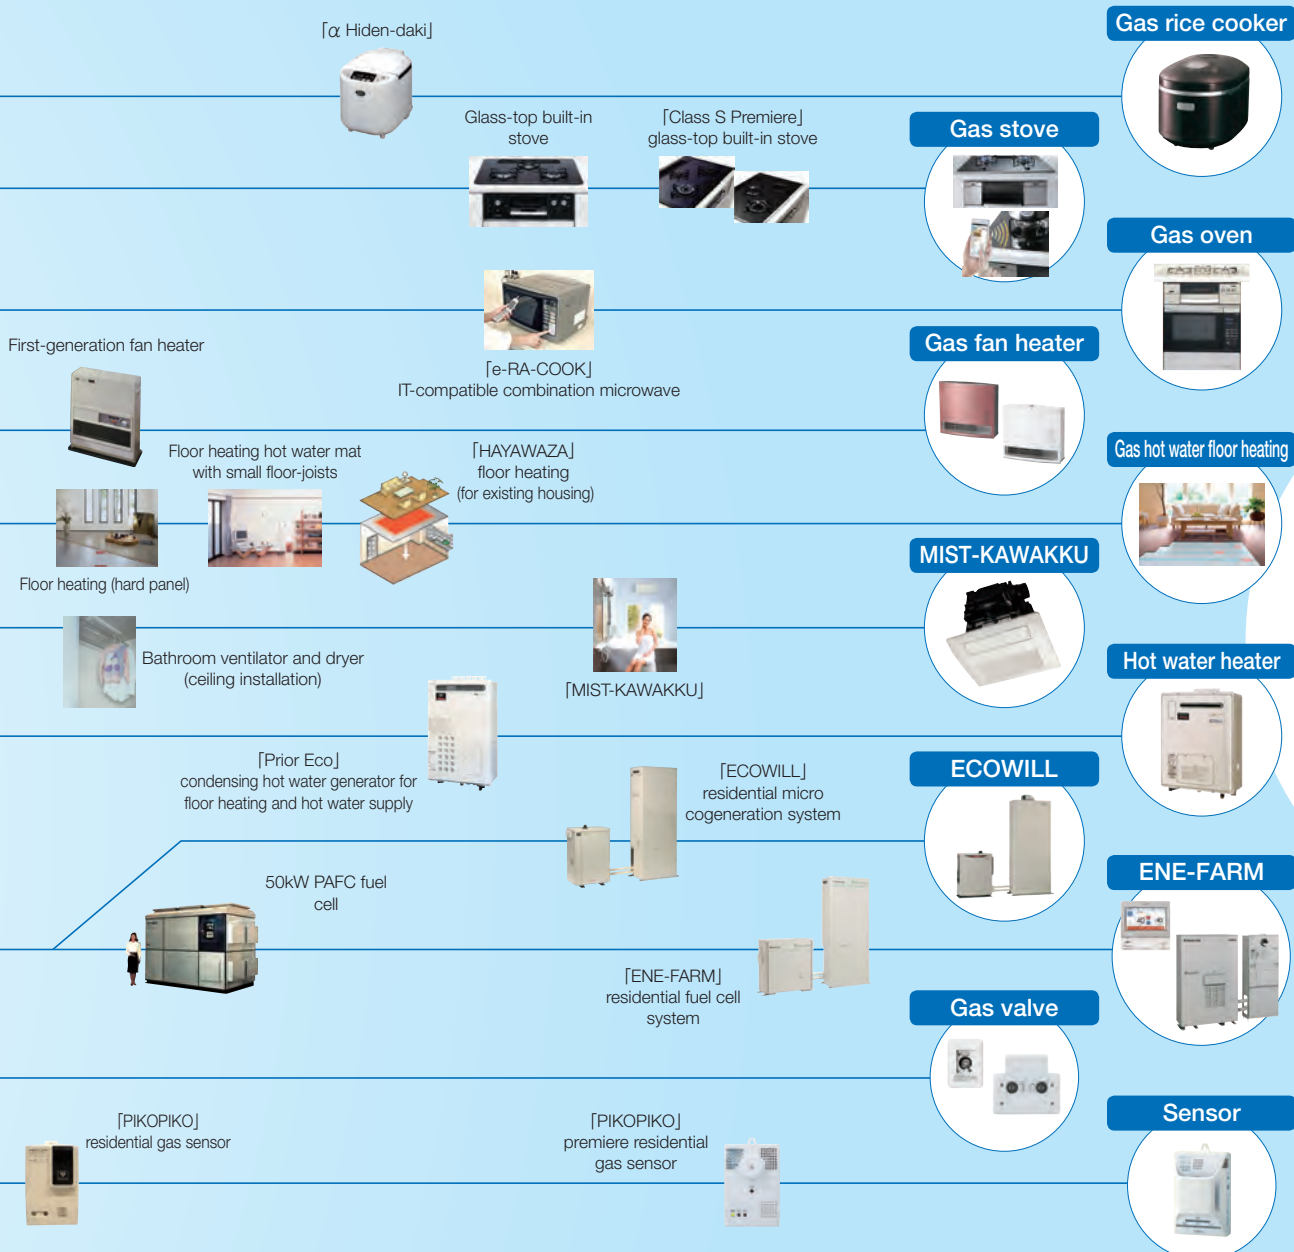 ｢α Hiden-daki｣
Gas rice cooker
Glass-top built-in
stove
｢Class S Premiere｣
glass-top built-in stove
Gas stove
Gas oven
｢e-RA-COOK｣
IT-compatible combination microwave
First-generation fan heater
Gas fan heater
Floor heating hot water mat
with small floor-joists
｢HAYAWAZA｣
floor heating
(for existing housing)
Gas hot water floor heating
Floor heating (hard panel)
MIST-KAWAKKU
Bathroom ventilator and dryer
(ceiling installation)
｢MIST-KAWAKKU｣
Hot water heater
｢Prior Eco｣
condensing hot water generator for
floor heating and hot water supply
｢ECOWILL｣
residential micro
cogeneration system
ECOWILL
50kW PAFC fuel
cell
ENE-FARM
｢ENE-FARM｣
residential fuel cell
system
Gas valve
｢PIKOPIKO｣
residential gas sensor
｢PIKOPIKO｣
premiere residential
gas sensor
Sensor